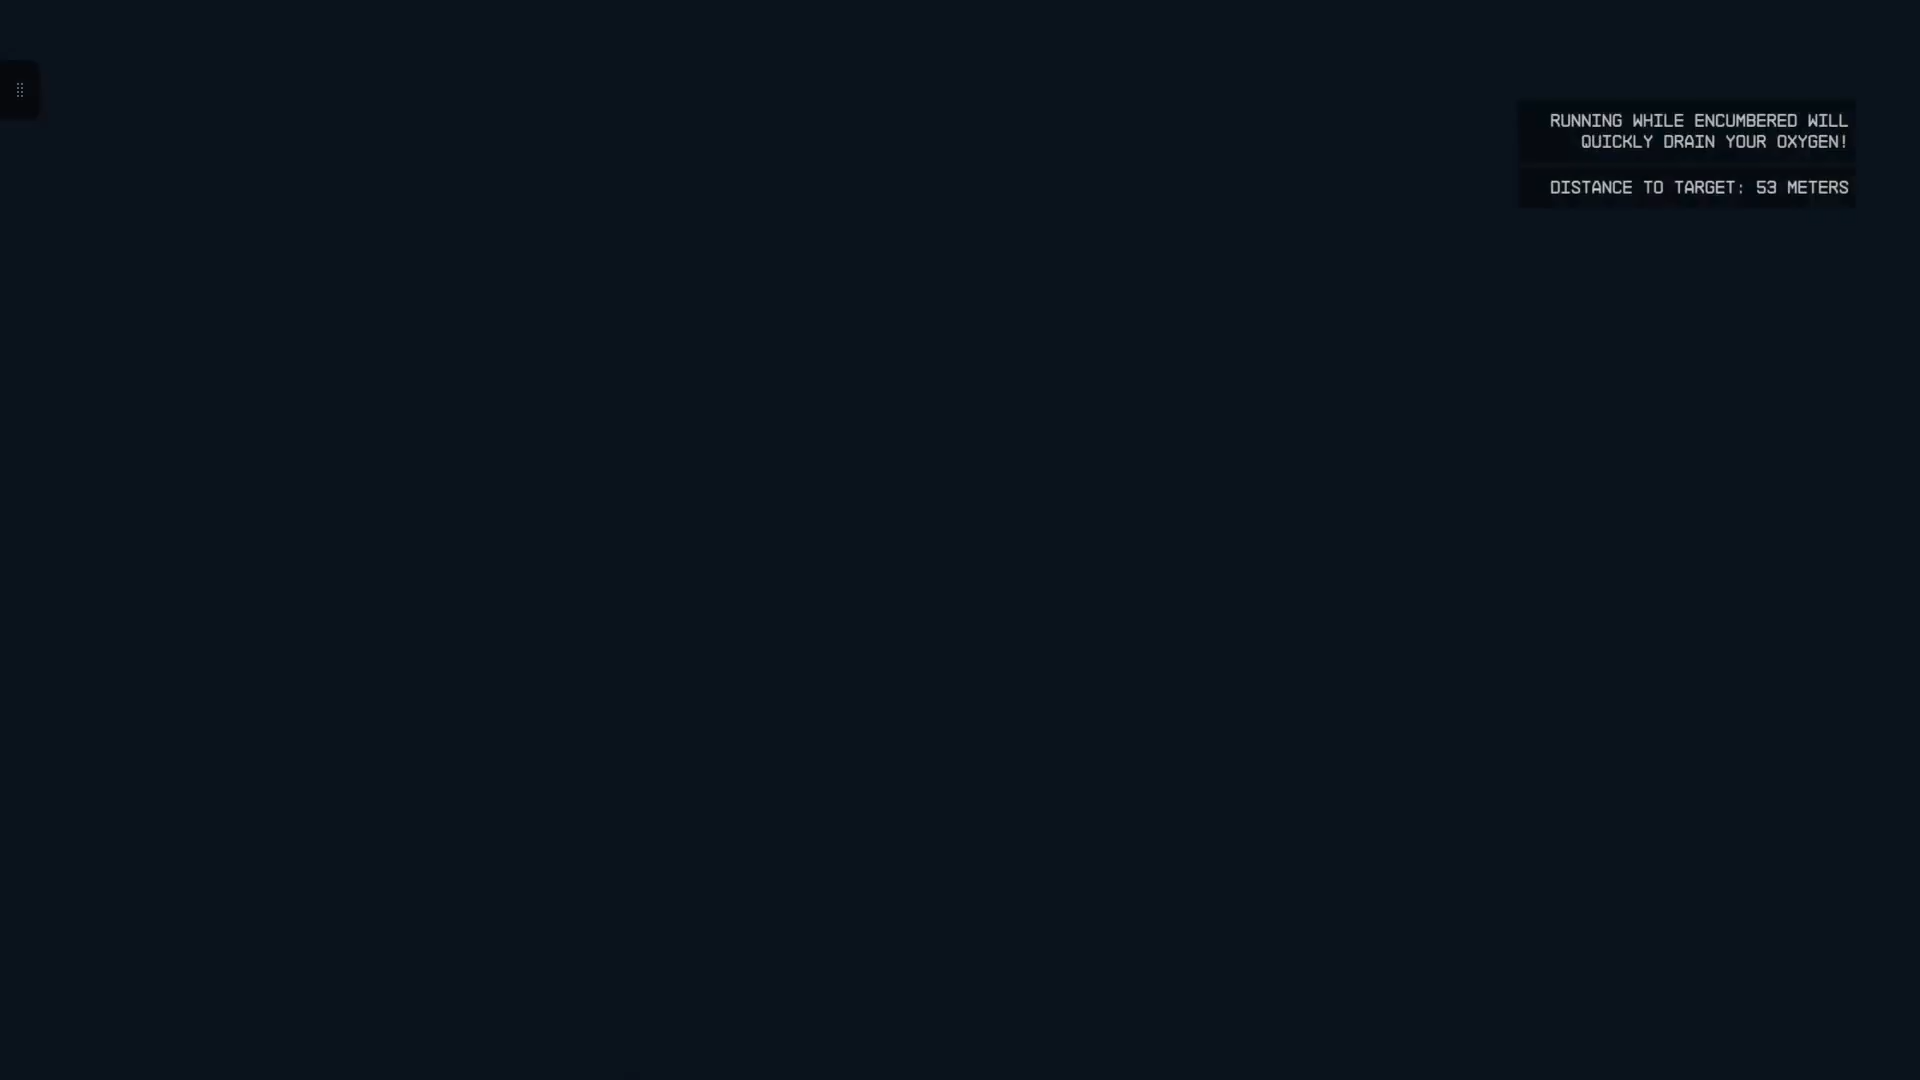 RUNNING WHILE ENCUMBERED WILL
QUICKLY DRAIN YOUR OXYGEN!
DISTANCE TO TARGET: 53 METERS